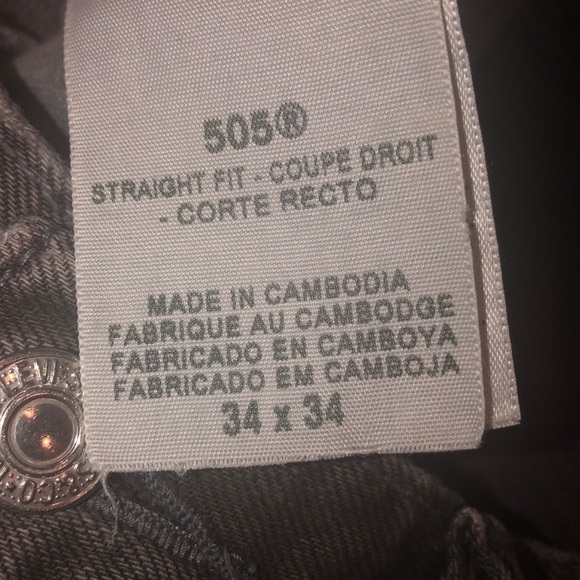 505®
STRAIGHT FIT - COUPE DROIT
- CORTE RECTO
MADE IN CAMBODIA
FABRIQUE AU CAMBODGE
FABRICADO EN CAMBOYA
FABRICADO EM CAMBOJA
34 x 34